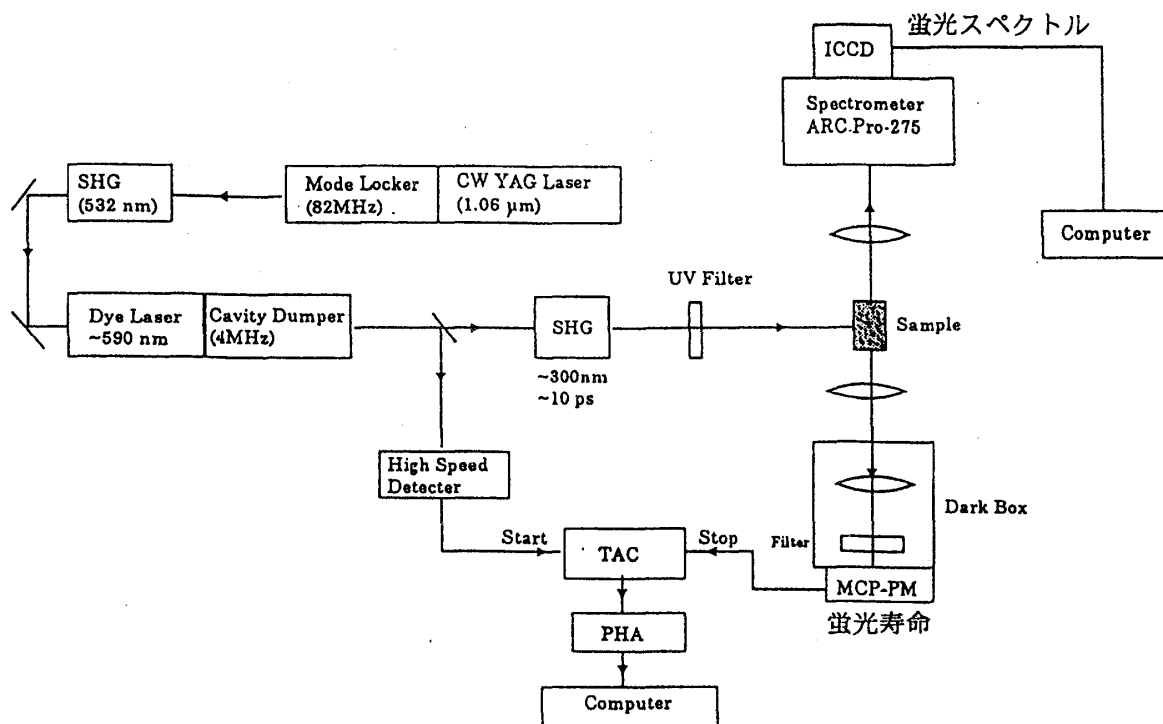 蛍光スペクトル
ICCD
Spectrometer
ARC.Pro-275
SHG
(532 nm)
Mode Locker
(82MHz)
CW YAG Laser
(1.06 μm)
Computer
UV Filter
Dye Laser
~590 nm
Cavity Dumper
(4MHz)
SHG
Sample
~300nm
~10 ps
High Speed
Detecter
Dark Box
Start
Stop
Filter
TAC
MCP-PM
蛍光寿命
PHA
Computer